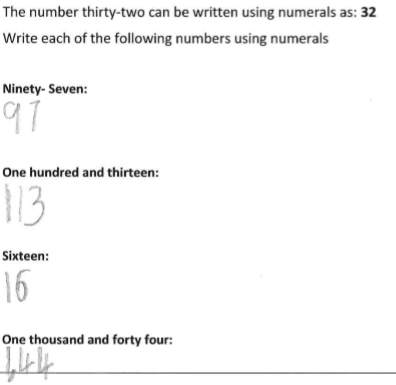 The number thirty-two can be written using numerals as: 32
Write each of the following numbers using numerals
Ninety- Seven:
97
One hundred and thirteen:
113
Sixteen:
16
One thousand and forty four:
1,44